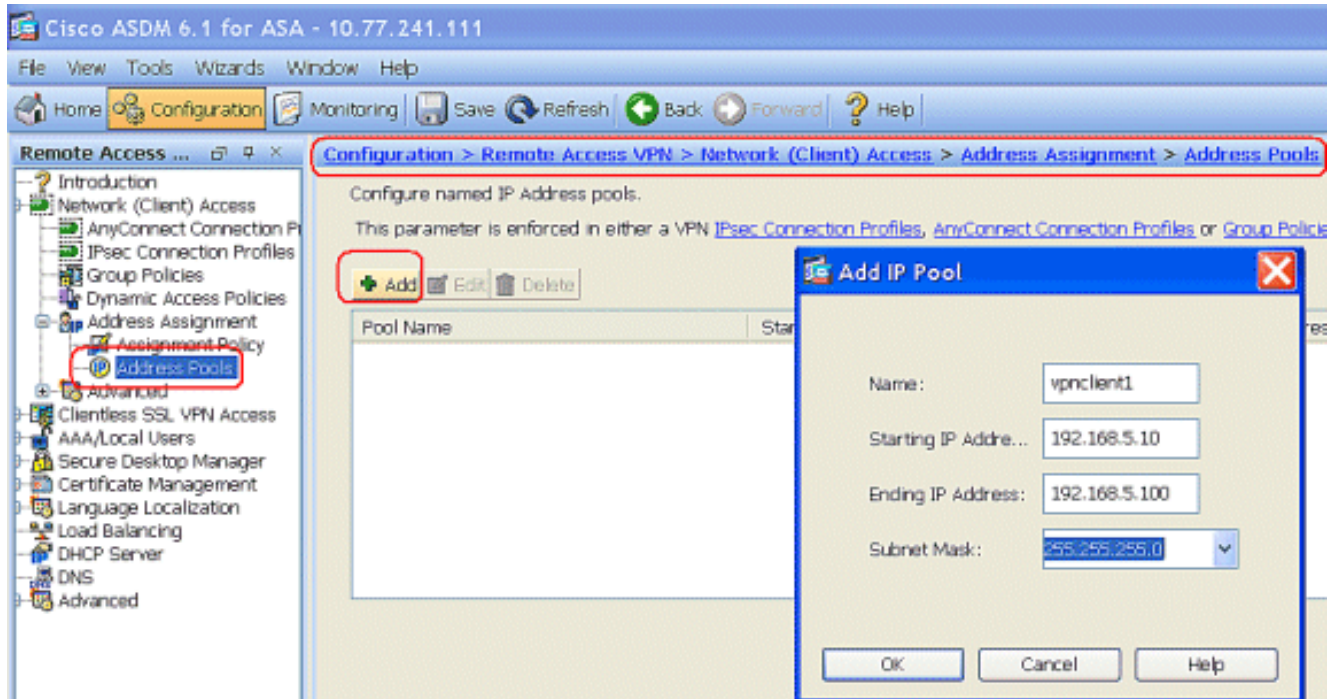 Cisco ASDM 6.1 for ASA - 10.77.241.111
File View Tools Wizards Window Help
Home Configuration Monitoring Save Refresh Back Forward Help
Remote Access ...
Configuration > Remote Access VPN > Network (Client) Access > Address Assignment > Address Pools
Introduction
Network (Client) Access
AnyConnect Connection
IPsec Connection Profiles
Group Policies
Dynamic Access Policies
Address Assignment
Assignment Policy
IP Address Pools
Advanced
Clientless SSL VPN Access
AAA/Local Users
Secure Desktop Manager
Certificate Management
Language Localization
Load Balancing
DHCP Server
DNS
Advanced
Configure named IP Address pools.
This parameter is enforced in either a VPN IPsec Connection Profiles, AnyConnect Connection Profiles or Group Policie
Add Edit Delete
Pool Name Star
Add IP Pool
Name: vpnclient1
Starting IP Addre... 192.168.5.10
Ending IP Address: 192.168.5.100
Subnet Mask: 255.255.255.0
OK Cancel Help